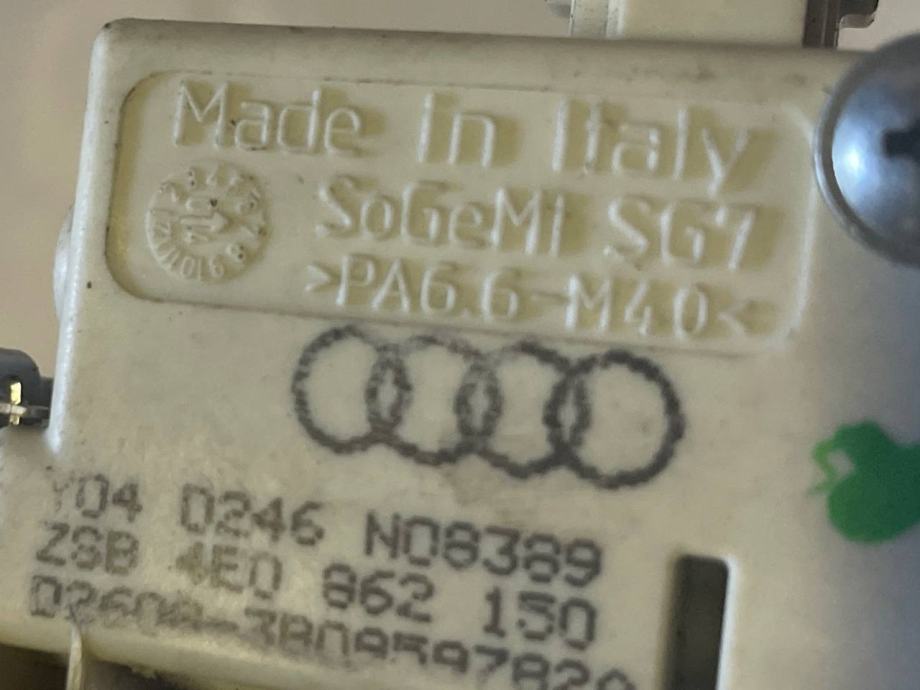 Made in Italy
SoGeMi SG7
>PA6.6-M40<
Y04 0246 N08389
ZSB 4E0 862 150